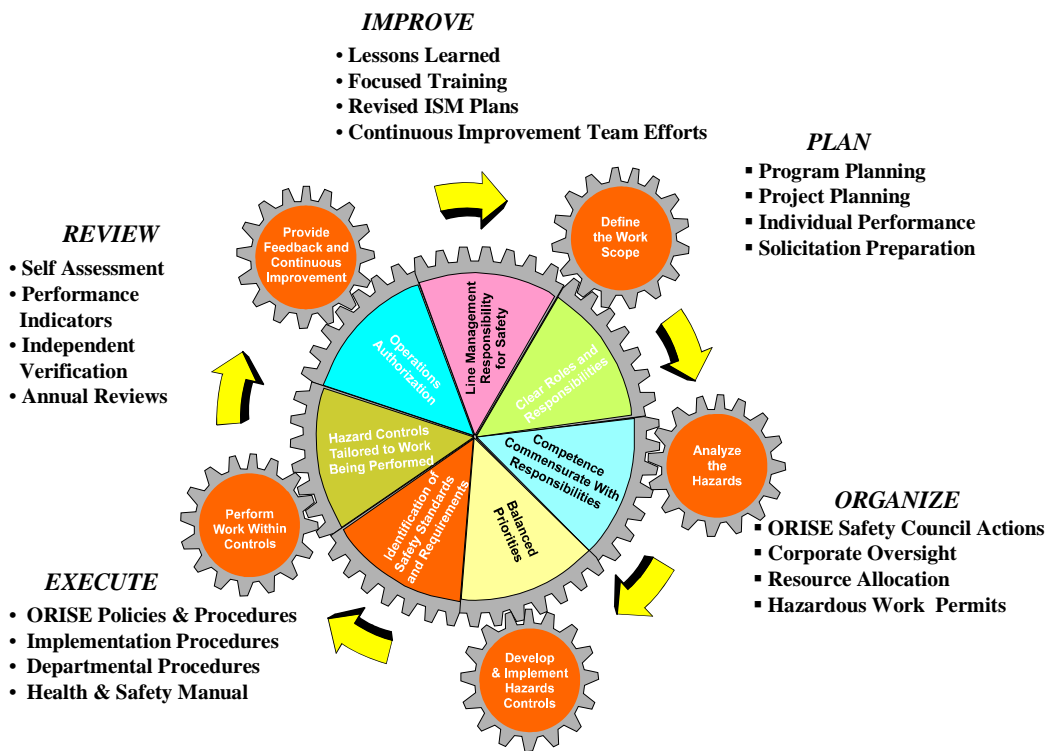 IMPROVE
• Lessons Learned
• Focused Training
• Revised ISM Plans
• Continuous Improvement Team Efforts
PLAN
▪ Program Planning
▪ Project Planning
▪ Individual Performance
▪ Solicitation Preparation
REVIEW
• Self Assessment
• Performance
Indicators
• Independent
Verification
• Annual Reviews
Provide
Feedback and
Continuous
Improvement
Define
the Work
Scope
Operations
Authorization
Line Management
Responsibility
for Safety
Clear Roles and
Responsibilities
Hazard Controls
Tailored to Work
Being Performed
Competence
Commensurate With
Responsibilities
Identification of
Safety Standards
and Requirements
Balanced
Priorities
Analyze
the
Hazards
Perform
Work Within
Controls
ORGANIZE
▪ ORISE Safety Council Actions
▪ Corporate Oversight
▪ Resource Allocation
▪ Hazardous Work Permits
EXECUTE
• ORISE Policies & Procedures
• Implementation Procedures
• Departmental Procedures
• Health & Safety Manual
Develop
& Implement
Hazards
Controls